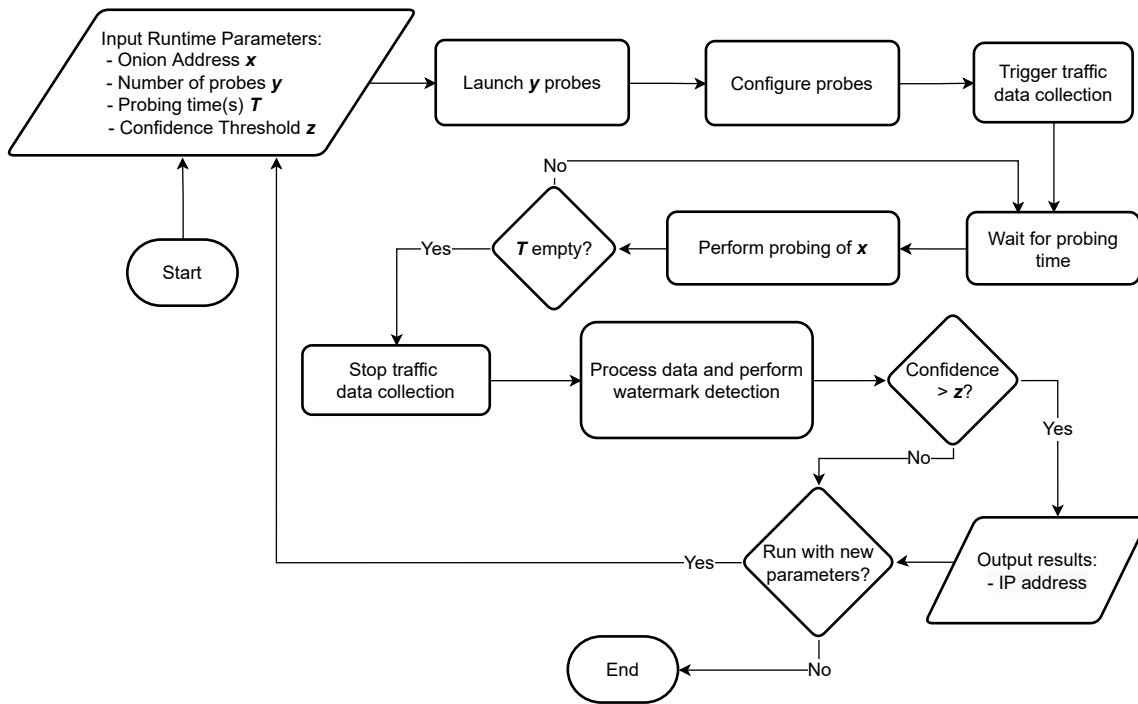 Input Runtime Parameters:
- Onion Address x
- Number of probes y
- Probing time(s) T
- Confidence Threshold z
Launch y probes
Configure probes
Trigger traffic
data collection
Start
No
Yes
T empty?
Perform probing of x
Wait for probing
time
Stop traffic
data collection
Process data and perform
watermark detection
Confidence
> z?
Yes
No
Yes
Run with new
parameters?
Output results:
- IP address
No
End